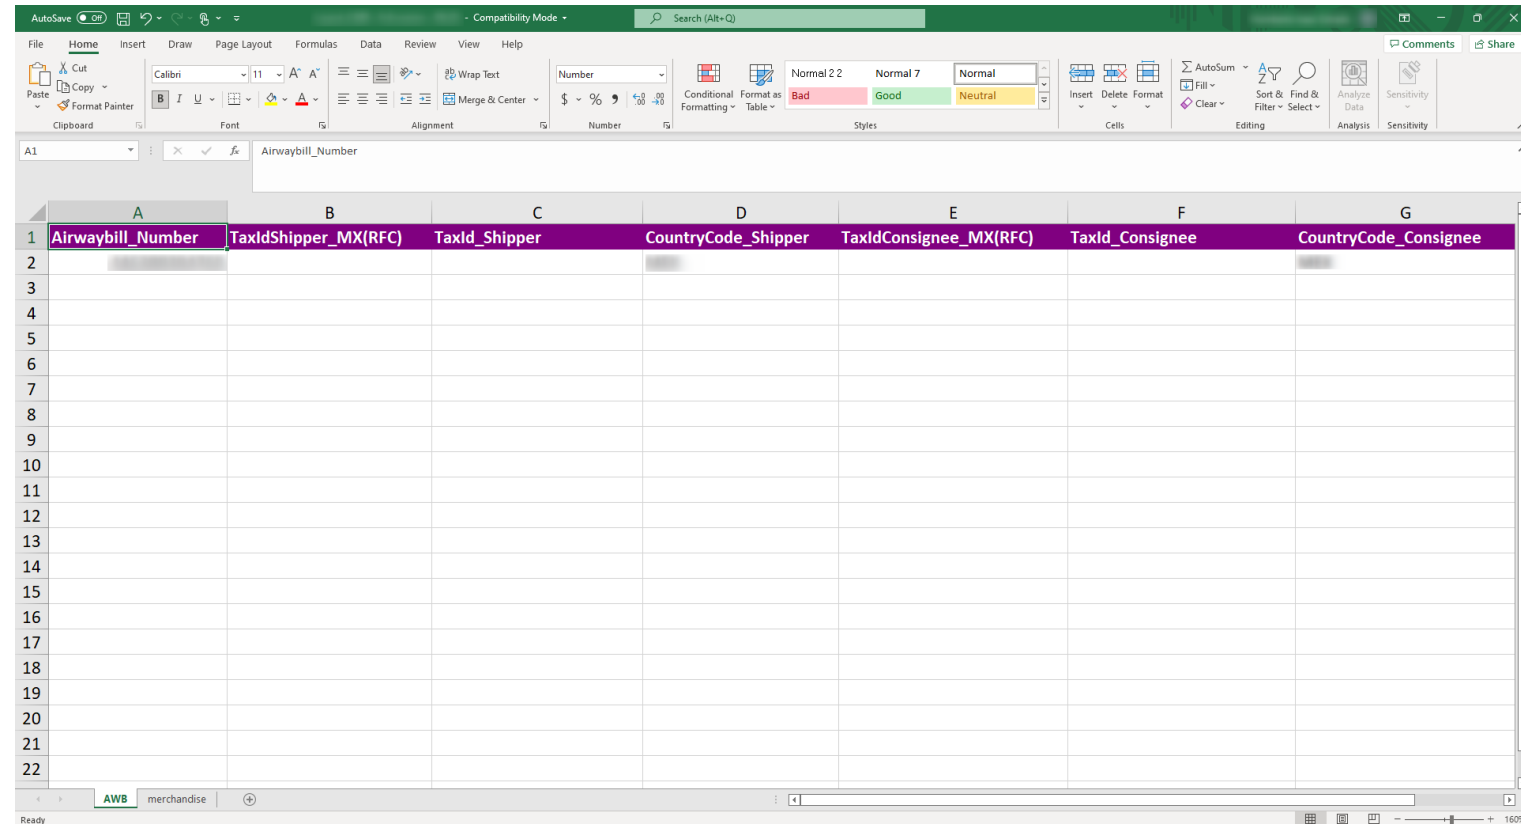 AutoSave Off - Compatibility Mode Search (Alt+Q)
File Home Insert Draw Page Layout Formulas Data Review View Help Comments Share
Paste Cut Copy Format Painter
Clipboard
Calibri 11 A A
B I U A
Font
Wrap Text
Merge & Center
Alignment
Number
$ % 9
Number
Conditional Formatting Format as Table
Normal 2 2 Normal 7 Normal
Bad Good Neutral
Styles
Insert Delete Format
Cells
AutoSum
Fill
Clear
Sort & Filter Find & Select
Editing
Analyze Data
Analysis
Sensitivity
Sensitivity
A1 fx Airwaybill_Number
A B C D E F G
1 Airwaybill_Number TaxIdShipper_MX(RFC) TaxId_Shipper CountryCode_Shipper TaxIdConsignee_MX(RFC) TaxId_Consignee CountryCode_Consignee
2
3
4
5
6
7
8
9
10
11
12
13
14
15
16
17
18
19
20
21
22
AWB merchandise
Ready 160%